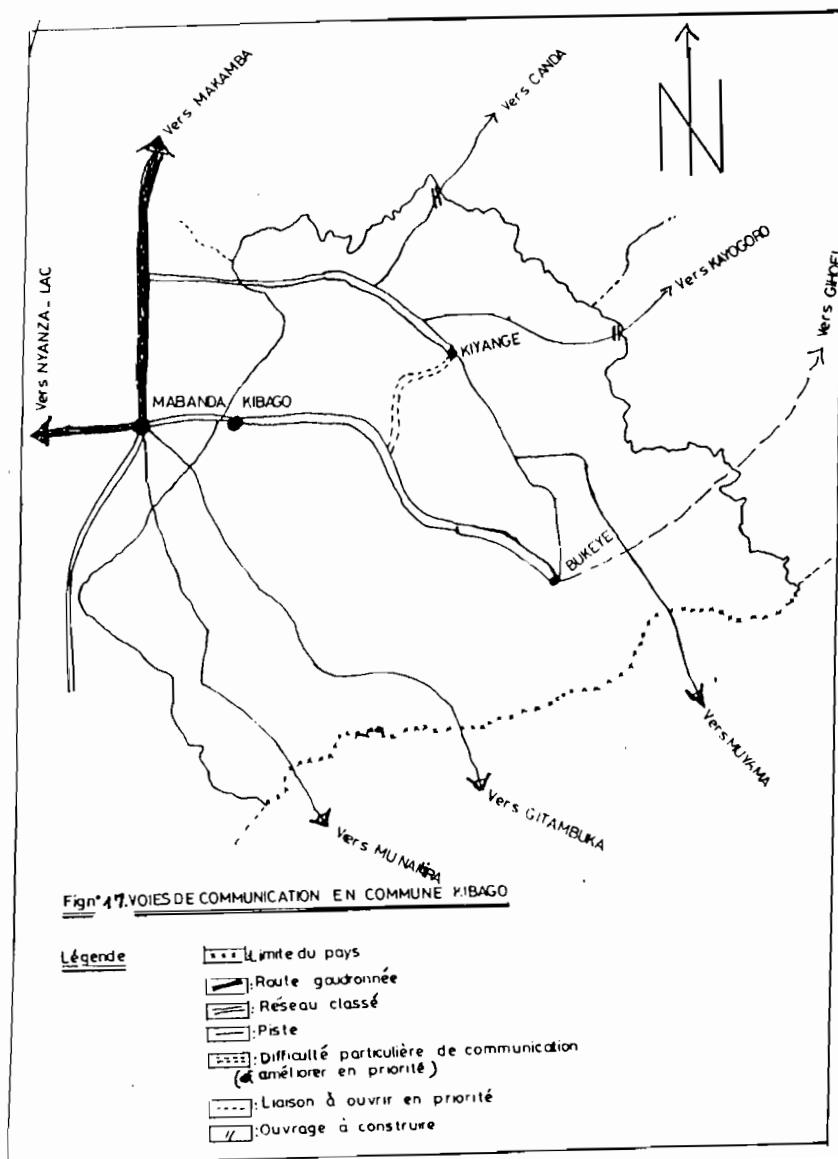 Vers MAKAMBA
Vers CANDA
N
Vers KAYOGORO
Vers NYANZA_LAC
KIYANGE
MABANDA
KIBAGO
BUKEYE
Vers MUYAMA
Vers GITAMBUKA
Vers
Fig n° 17. VOIES DE COMMUNICATION EN COMMUNE KIBAGO
Légende
: Limite du pays
: Route goudronnée
: Réseau classé
: Piste
: Difficulté particulière de communication
(à améliorer en priorité)
: Liaison à ouvrir en priorité
: Ouvrage à construire